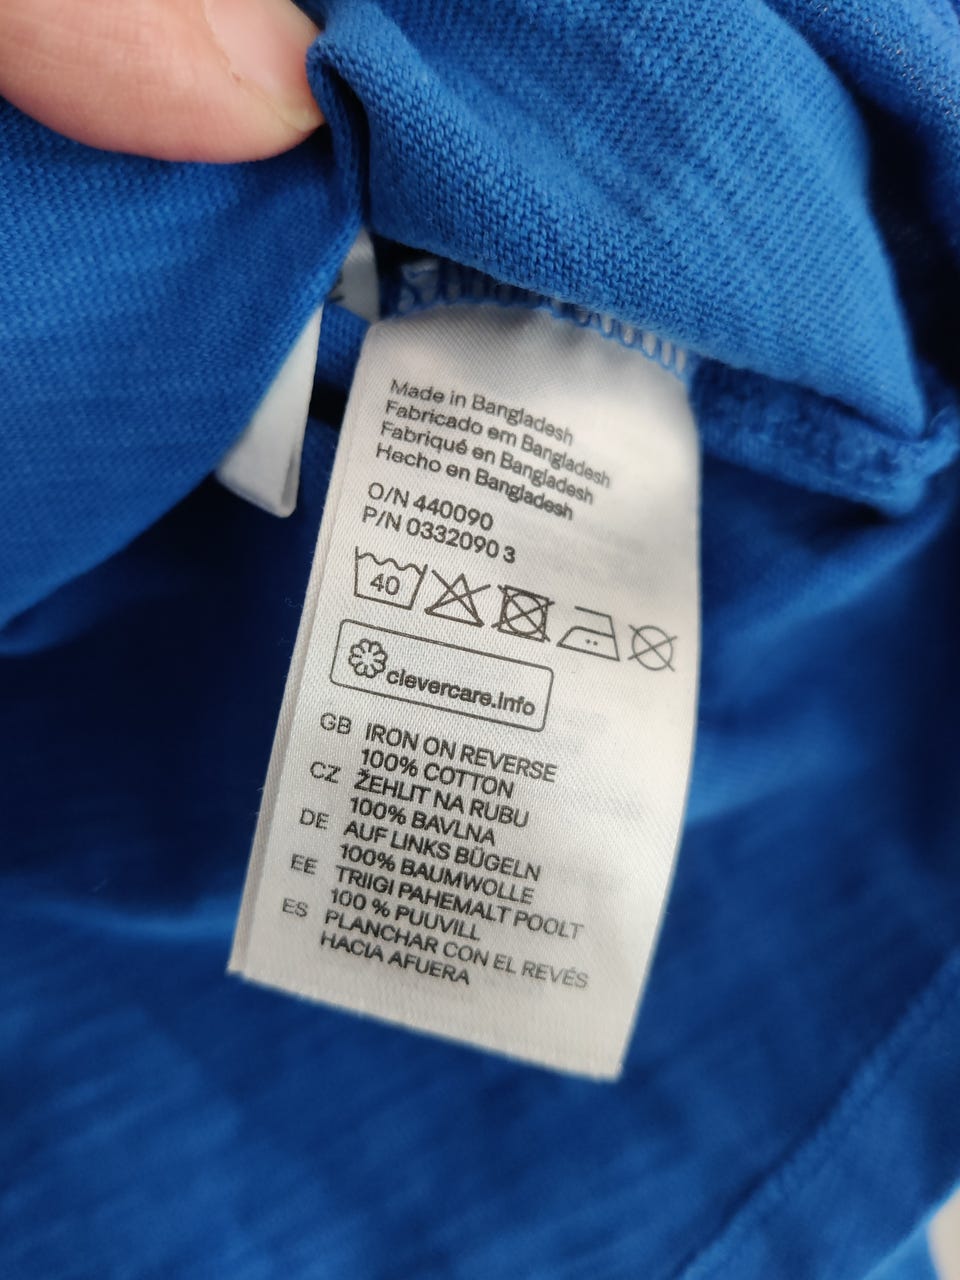 Made in Bangladesh
Fabricado em Bangladesh
Fabriqué en Bangladesh
Hecho en Bangladesh
O/N 440090
P/N 0332090 3
40
clevercare.info
GB IRON ON REVERSE
100% COTTON
CZ ŽEHLIT NA RUBU
100% BAVLNA
DE AUF LINKS BÜGELN
100% BAUMWOLLE
EE TRIIGI PAHEMALT POOLT
100 % PUUVILL
ES PLANCHAR CON EL REVÉS
HACIA AFUERA